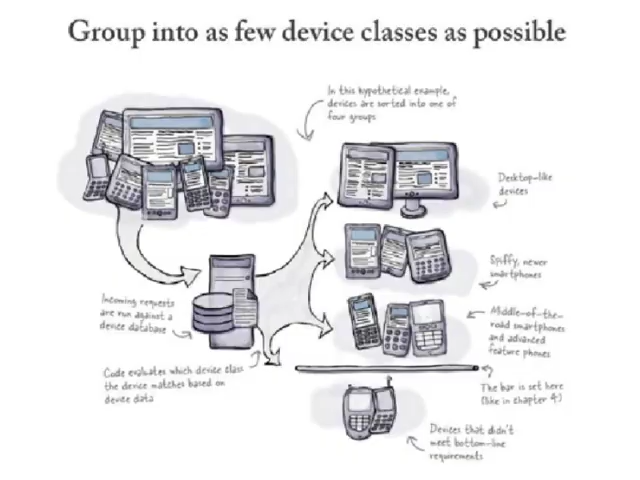 Group into as few device classes as possible
In this hypothetical example,
devices are sorted into one of
four groups
Desktop-like
devices
Spiffy, newer
smartphones
Incoming requests
are run against a
device database
Middle-of-the-
road smartphones
and advanced
feature phones
Code evaluates which device class
the device matches based on
device data
The bar is set here
(like in chapter 4)
Devices that didn't
meet bottom-line
requirements